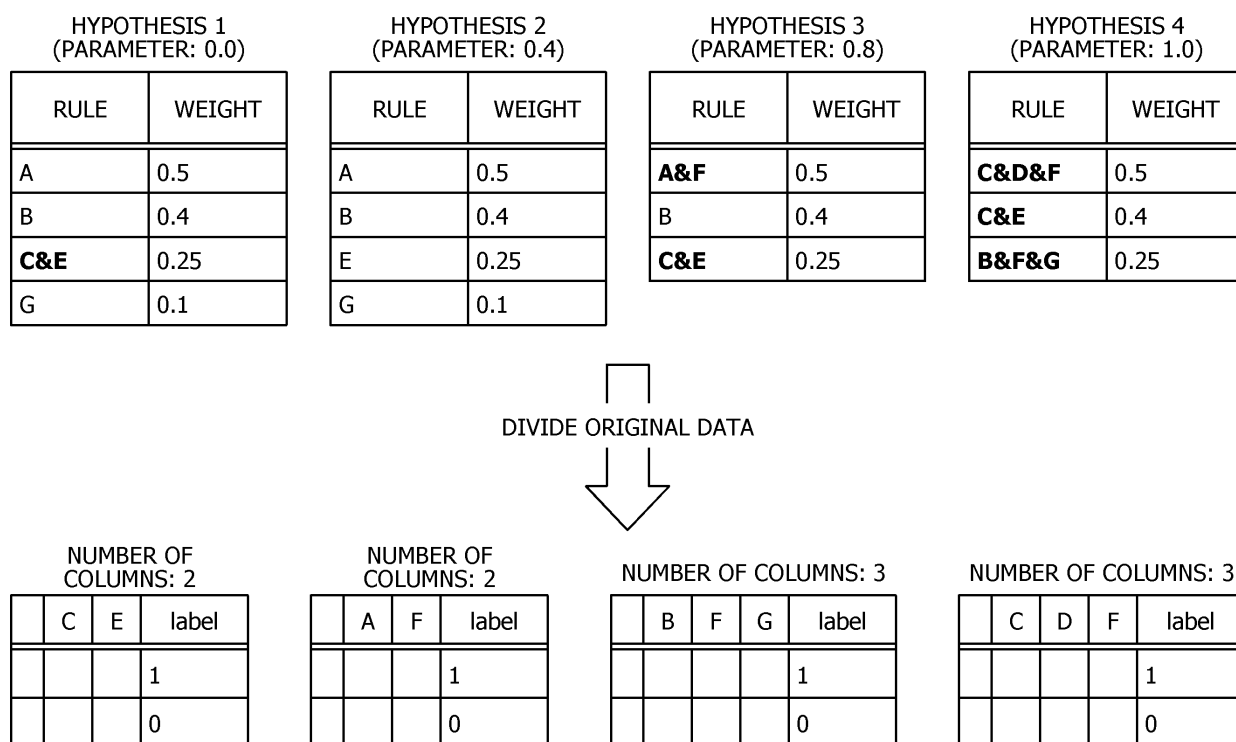 HYPOTHESIS 1
(PARAMETER: 0.0)
RULE WEIGHT
A 0.5
B 0.4
C&E 0.25
G 0.1
HYPOTHESIS 2
(PARAMETER: 0.4)
RULE WEIGHT
A 0.5
B 0.4
E 0.25
G 0.1
HYPOTHESIS 3
(PARAMETER: 0.8)
RULE WEIGHT
A&F 0.5
B 0.4
C&E 0.25
HYPOTHESIS 4
(PARAMETER: 1.0)
RULE WEIGHT
C&D&F 0.5
C&E 0.4
B&F&G 0.25
DIVIDE ORIGINAL DATA
NUMBER OF
COLUMNS: 2
C E label
1
0
NUMBER OF
COLUMNS: 2
A F label
1
0
NUMBER OF COLUMNS: 3
B F G label
1
0
NUMBER OF COLUMNS: 3
C D F label
1
0